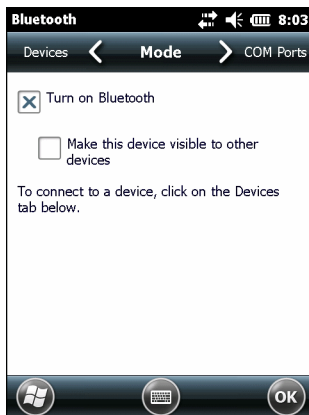 Bluetooth 8:03
Devices Mode COM Ports
Turn on Bluetooth
Make this device visible to other
devices
To connect to a device, click on the Devices
tab below.
OK